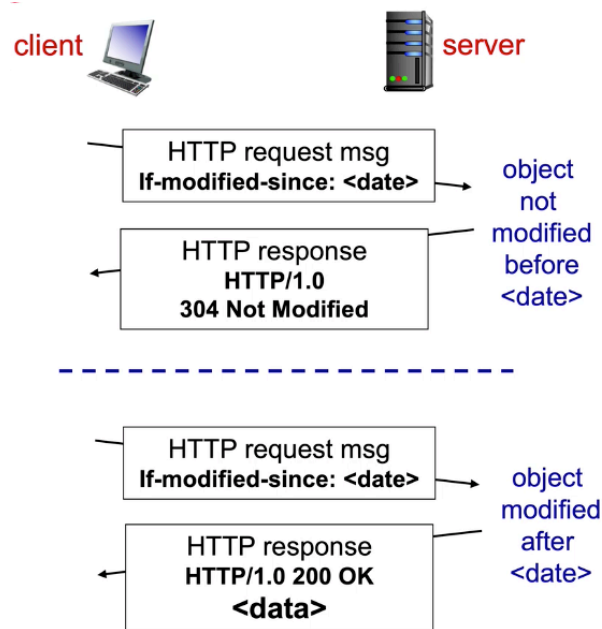 client
server
HTTP request msg
If-modified-since: <date>
object
not
modified
before
<date>
HTTP response
HTTP/1.0
304 Not Modified
HTTP request msg
If-modified-since: <date>
object
modified
after
<date>
HTTP response
HTTP/1.0 200 OK
<data>